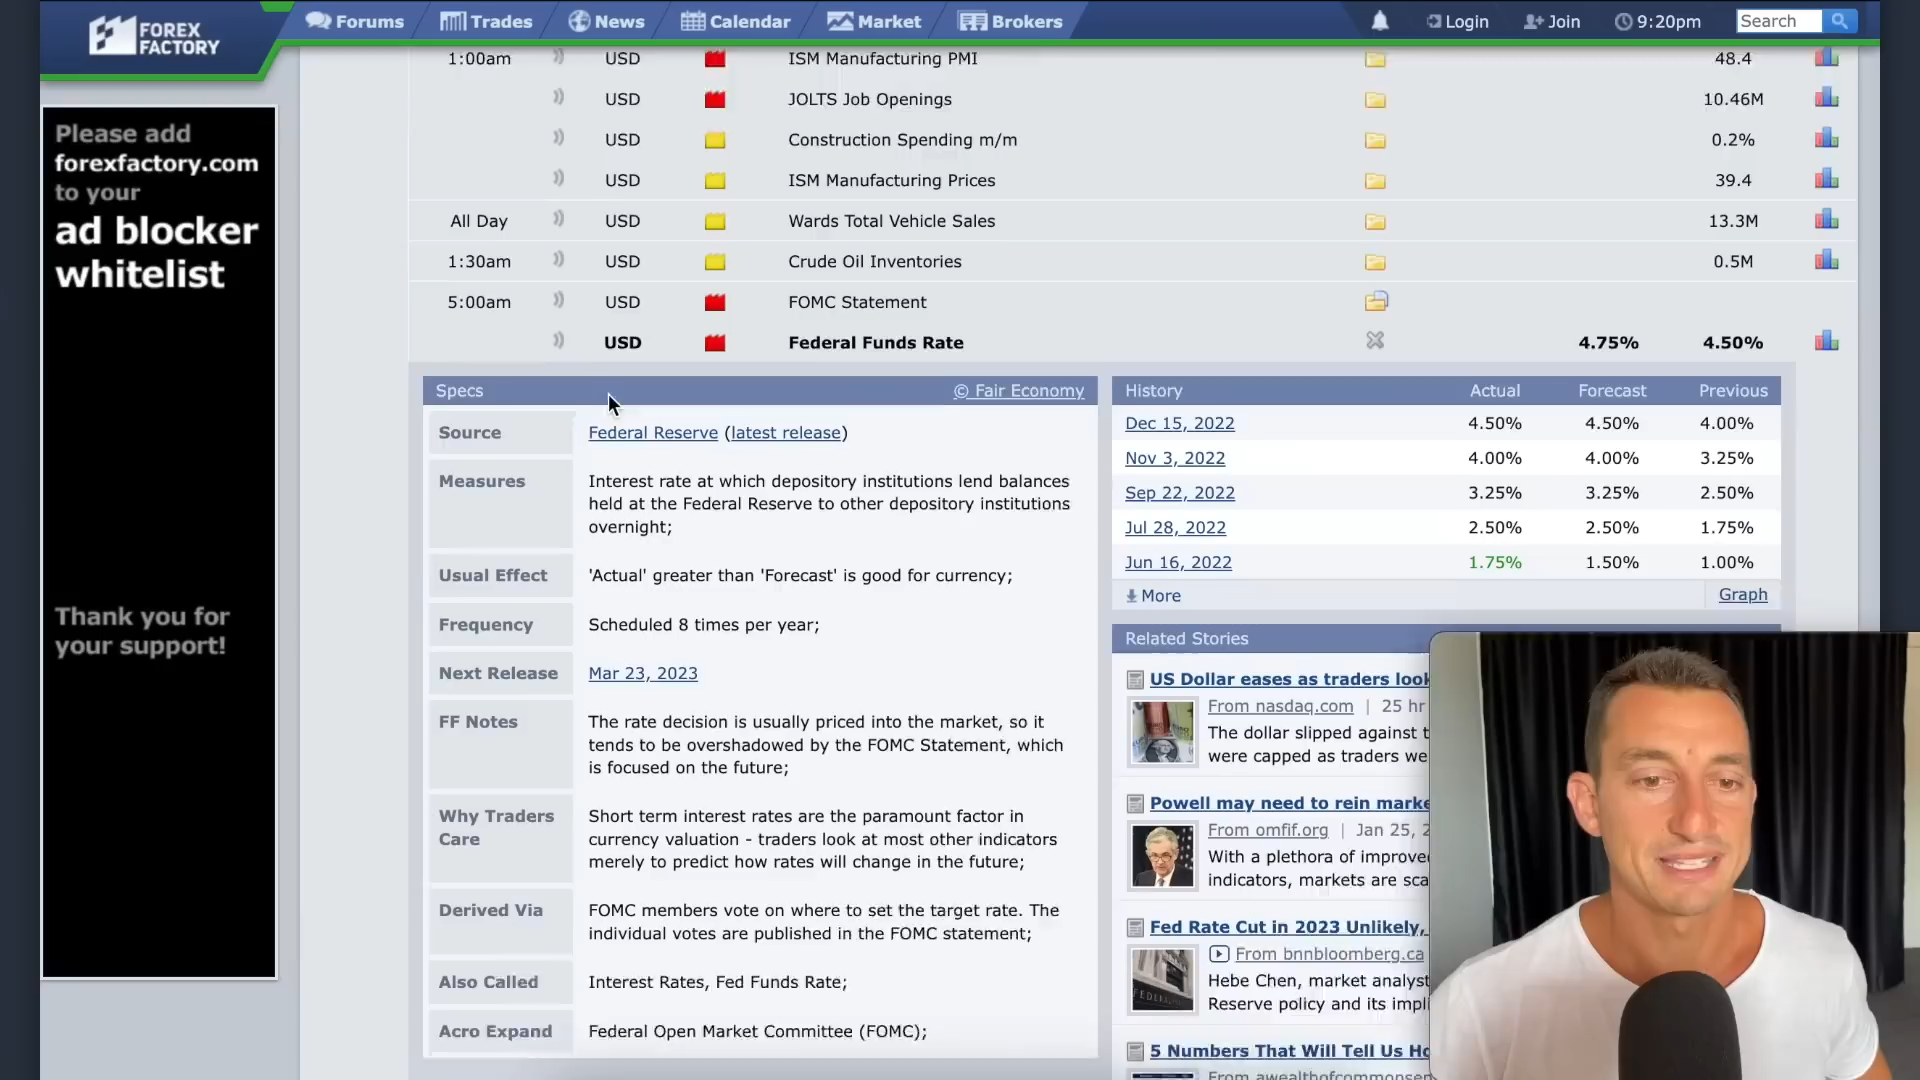 FOREX
FACTORY
Forums
Trades
News
Calendar
Market
Brokers
Login
Join
9:20pm
Search
Please add
forexfactory.com
to your
ad blocker
whitelist
Thank you for
your support!
1:00am USD ISM Manufacturing PMI 48.4
USD JOLTS Job Openings 10.46M
USD Construction Spending m/m 0.2%
USD ISM Manufacturing Prices 39.4
All Day USD Wards Total Vehicle Sales 13.3M
1:30am USD Crude Oil Inventories 0.5M
5:00am USD FOMC Statement
USD Federal Funds Rate 4.75% 4.50%
Specs © Fair Economy
Source Federal Reserve (latest release)
Measures Interest rate at which depository institutions lend balances
held at the Federal Reserve to other depository institutions
overnight;
Usual Effect 'Actual' greater than 'Forecast' is good for currency;
Frequency Scheduled 8 times per year;
Next Release Mar 23, 2023
FF Notes The rate decision is usually priced into the market, so it
tends to be overshadowed by the FOMC Statement, which
is focused on the future;
Why Traders
Care
Short term interest rates are the paramount factor in
currency valuation - traders look at most other indicators
merely to predict how rates will change in the future;
Derived Via FOMC members vote on where to set the target rate. The
individual votes are published in the FOMC statement;
Also Called Interest Rates, Fed Funds Rate;
Acro Expand Federal Open Market Committee (FOMC);
History Actual Forecast Previous
Dec 15, 2022 4.50% 4.50% 4.00%
Nov 3, 2022 4.00% 4.00% 3.25%
Sep 22, 2022 3.25% 3.25% 2.50%
Jul 28, 2022 2.50% 2.50% 1.75%
Jun 16, 2022 1.75% 1.50% 1.00%
More Graph
Related Stories
US Dollar eases as traders look
From nasdaq.com | 25 hr
The dollar slipped against t
were capped as traders we
Powell may need to rein marke
From omfif.org | Jan 25, 2
With a plethora of improve
indicators, markets are sca
Fed Rate Cut in 2023 Unlikely,
From bnnbloomberg.ca
Hebe Chen, market analyst
Reserve policy and its impli
5 Numbers That Will Tell Us Ho
From awealthofcommonsen